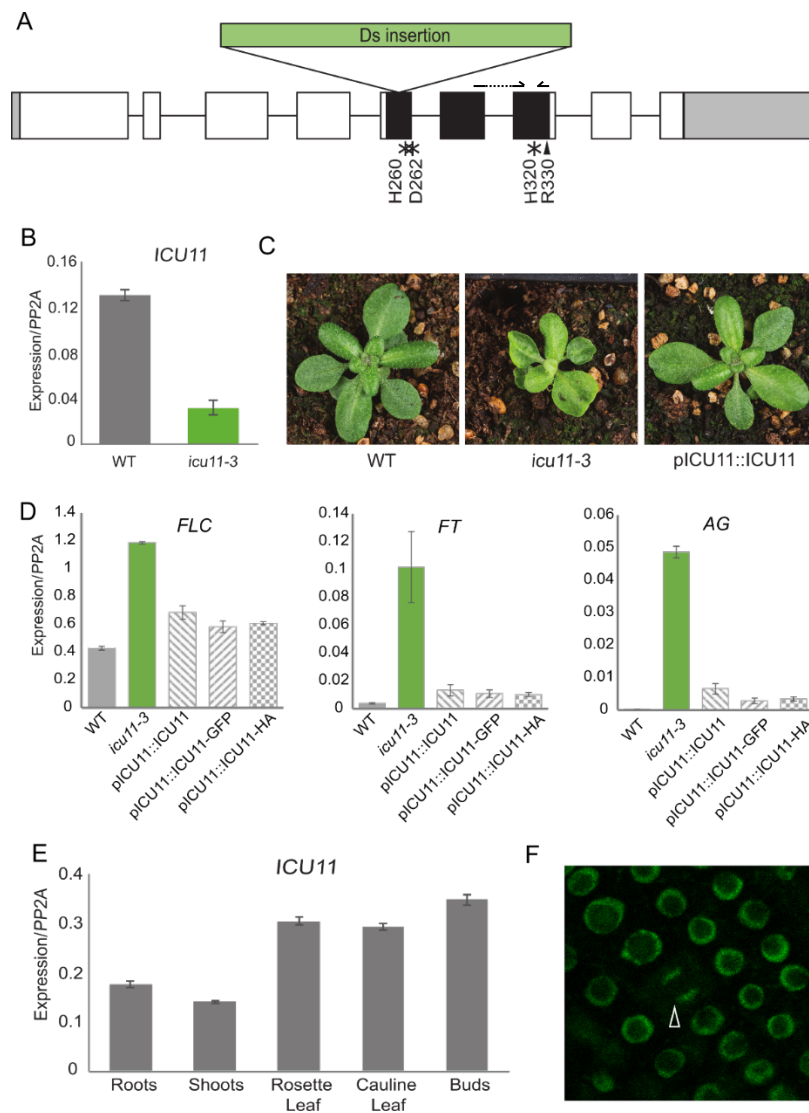 A
Ds insertion
H260
D262
H320
R330
B
ICU11
Expression/PP2A
0.16
0.12
0.08
0.04
0
WT
icu11-3
C
WT
icu11-3
pICU11::ICU11
D
Expression/PP2A
FLC
1.4
1.2
1
0.8
0.6
0.4
0.2
0
WT
icu11-3
pICU11::ICU11
pICU11::ICU11-GFP
pICU11::ICU11-HA
FT
0.14
0.12
0.1
0.08
0.06
0.04
0.02
0
WT
icu11-3
pICU11::ICU11
pICU11::ICU11-GFP
pICU11::ICU11-HA
AG
0.06
0.05
0.04
0.03
0.02
0.01
0
WT
icu11-3
pICU11::ICU11
pICU11::ICU11-GFP
pICU11::ICU11-HA
E
ICU11
Expression/PP2A
0.4
0.3
0.2
0.1
0
Roots
Shoots
Rosette
Leaf
Cauline
Leaf
Buds
F